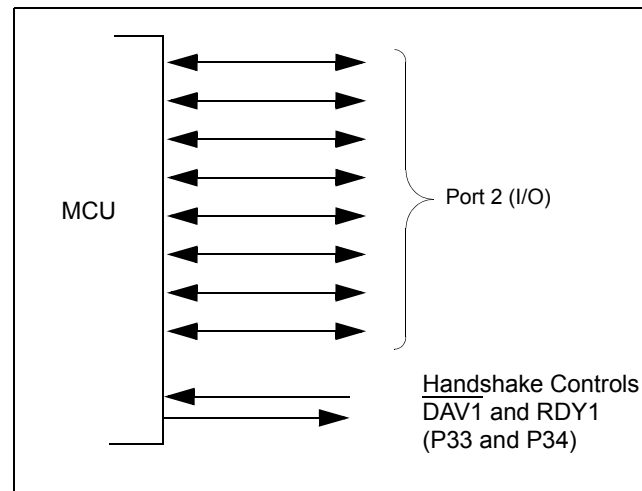 MCU
Port 2 (I/O)
Handshake Controls
DAV1 and RDY1
(P33 and P34)